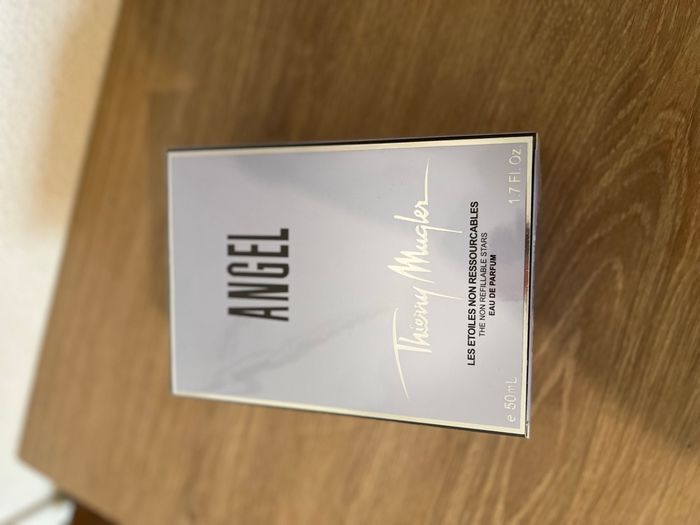 ANGEL
Thierry Mugler
LES ETOILES NON RESSOURCABLES
THE NON REFILLABLE STARS
EAU DE PARFUM
e 50mL 1.7 Fl. Oz